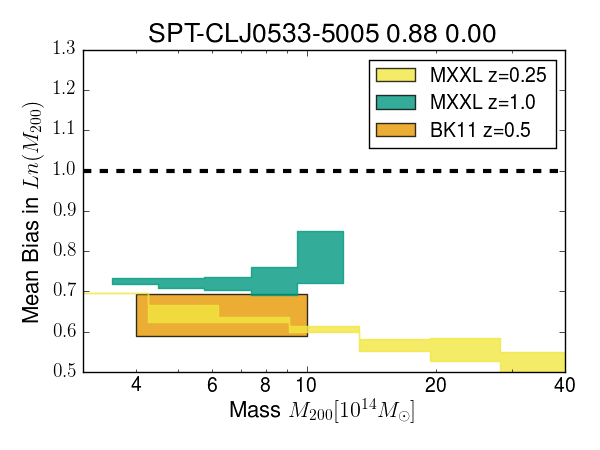 SPT-CLJ0533-5005 0.88 0.00
1.3
1.2
1.1
1.0
0.9
0.8
0.7
0.6
0.5
Mean Bias in Ln(M₂₀₀)
MXXL z=0.25
MXXL z=1.0
BK11 z=0.5
4 6 8 10 20 40
Mass M₂₀₀[10¹⁴M⊙]